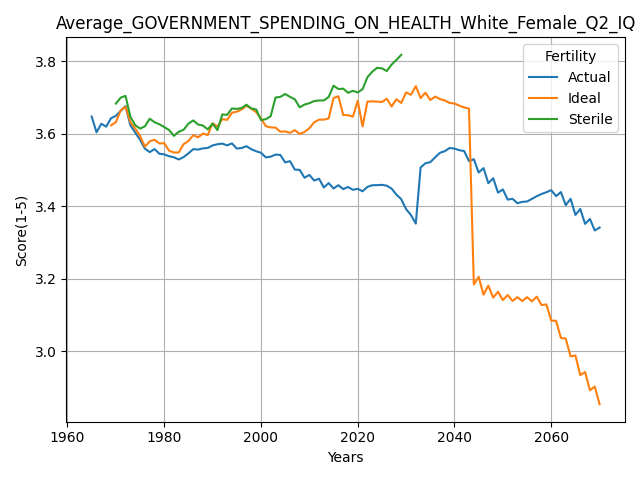 Average_GOVERNMENT_SPENDING_ON_HEALTH_White_Female_Q2_IQ
Fertility
Actual
Ideal
Sterile
Score(1-5)
3.8
3.6
3.4
3.2
3.0
1960 1980 2000 2020 2040 2060
Years